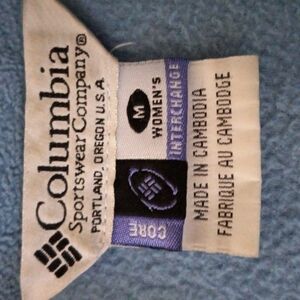 Columbia
Sportswear Company®
PORTLAND, OREGON U.S.A.
M
WOMEN'S
INTERCHANGE
CORE
MADE IN CAMBODIA
FABRIQUE AU CAMBODGE